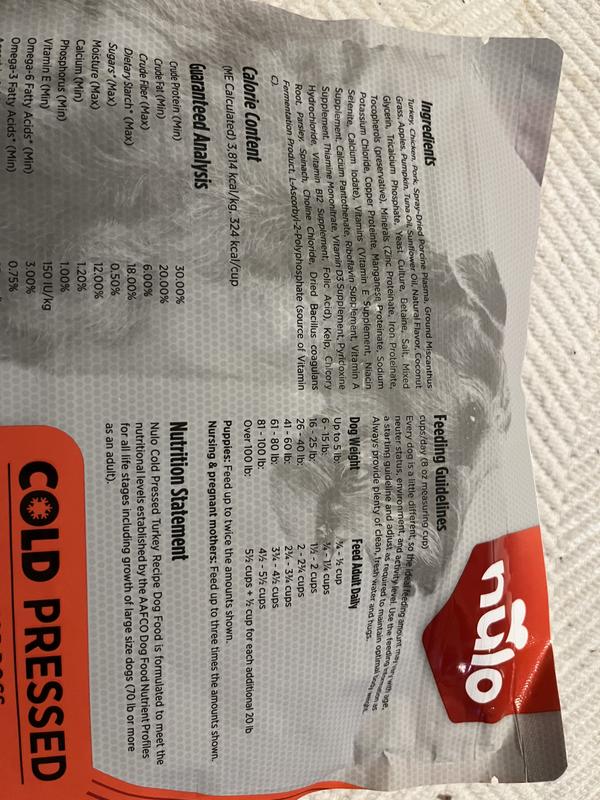 Ingredients
Turkey, Chicken, Pork, Spray-Dried Porcine Plasma, Ground Miscanthus
Grass, Apples, Pumpkin, Tuna Oil, Sunflower Oil, Natural Flavor, Coconut
Glycerin, Tricalcium Phosphate, Yeast Culture, Betaine, Salt, Mixed
Tocopherols (preservative), Minerals (Zinc Proteinate, Iron Proteinate,
Potassium Chloride, Copper Proteinte, Manganese Proteinate, Sodium
Selenite, Calcium Iodate), Vitamins (Vitamin E Supplement, Niacin
Supplement, Calcium Pantothenate, Riboflavin Supplement, Vitamin A
Supplement, Thiamine Mononitrate, Vitamin D3 Supplement, Pyridoxine
Hydrochloride, Vitamin B12 Supplement, Folic Acid), Kelp, Chicory
Root, Parsley, Spinach, Choline Chloride, Dried Bacillus coagulans
Fermentation Product, L-Ascorbyl-2-Polyphosphate (source of Vitamin
C)
Calorie Content
(ME Calculated) 3,814 kcal/kg, 324 kcal/cup
Guaranteed Analysis
Crude Protein (Min) 30.00%
Crude Fat (Min) 20.00%
Crude Fiber (Max) 6.00%
Dietary Starch* (Max) 18.00%
Sugars* (Max) 0.50%
Moisture (Max) 12.00%
Calcium (Min) 1.20%
Phosphorus (Min) 1.00%
Vitamin E (Min) 150 IU/kg
Omega-6 Fatty Acids* (Min) 3.00%
Omega-3 Fatty Acids* (Min) 0.75%
Feeding Guidelines
cups/day (8 oz measuring cup)
Every dog is a little different, so the ideal feeding amount may vary with age,
neuter status, environment, and activity level. Use the feeding information as
a starting guideline and adjust as required to maintain optimal body weight.
Always provide plenty of clean, fresh water and hugs.
Dog Weight Feed Adult Daily
Up to 5 lb: ¼ - ½ cup
6 - 15 lb: ¾ - 1¼ cups
16 - 25 lb: 1½ - 2 cups
26 - 40 lb: 2 - 2¾ cups
41 - 60 lb: 2¾ - 3¾ cups
61 - 80 lb: 3¾ - 4½ cups
81 - 100 lb: 4½ - 5½ cups
Over 100 lb: 5½ cups + ½ cup for each additional 20 lb
Puppies: Feed up to twice the amounts shown.
Nursing & pregnant mothers: Feed up to three times the amounts shown.
Nutrition Statement
Nulo Cold Pressed Turkey Recipe Dog Food is formulated to meet the
nutritional levels established by the AAFCO Dog Food Nutrient Profiles
for all life stages including growth of large size dogs (70 lb or more
as an adult).
nulo
COLD PRESSED